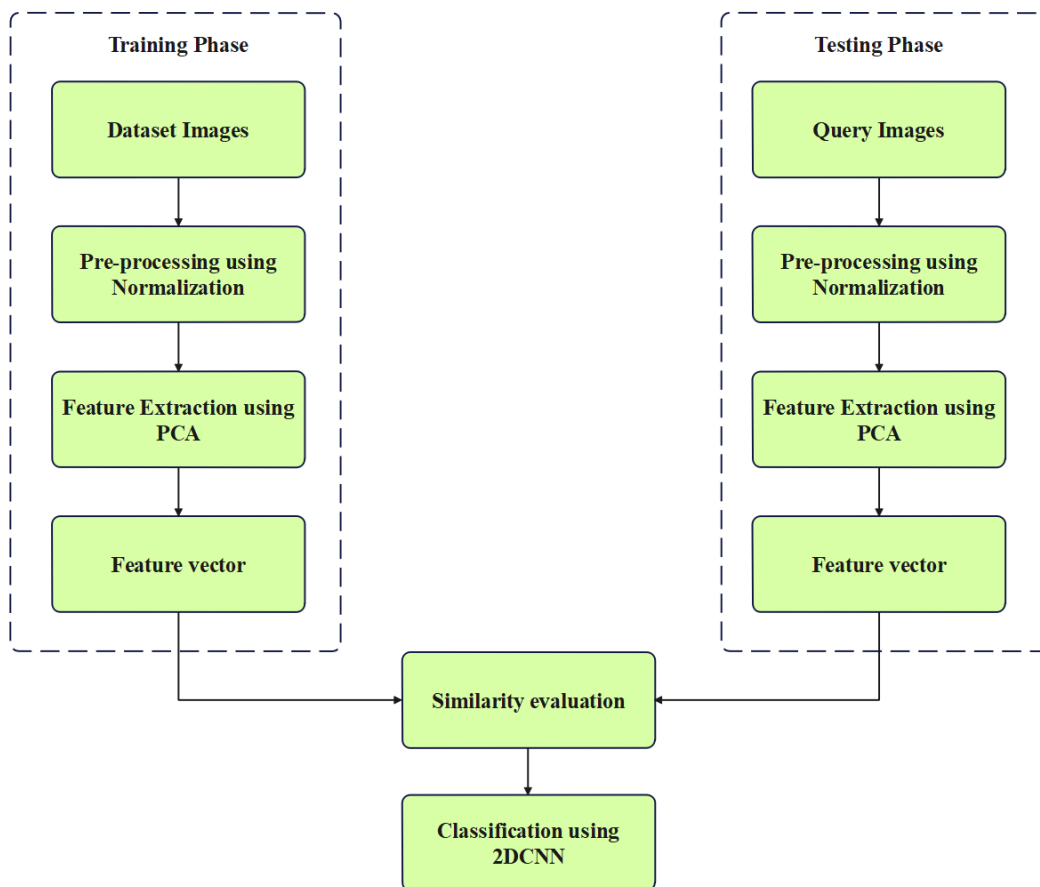 Training Phase
Dataset Images
Pre-processing using
Normalization
Feature Extraction using
PCA
Feature vector
Testing Phase
Query Images
Pre-processing using
Normalization
Feature Extraction using
PCA
Feature vector
Similarity evaluation
Classification using
2DCNN